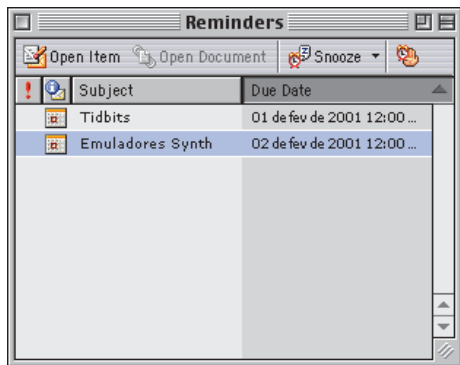 Reminders
Open Item Open Document Snooze
! Subject Due Date
Tidbits 01 de fev de 2001 12:00 ...
Emuladores Synth 02 de fev de 2001 12:00 ...